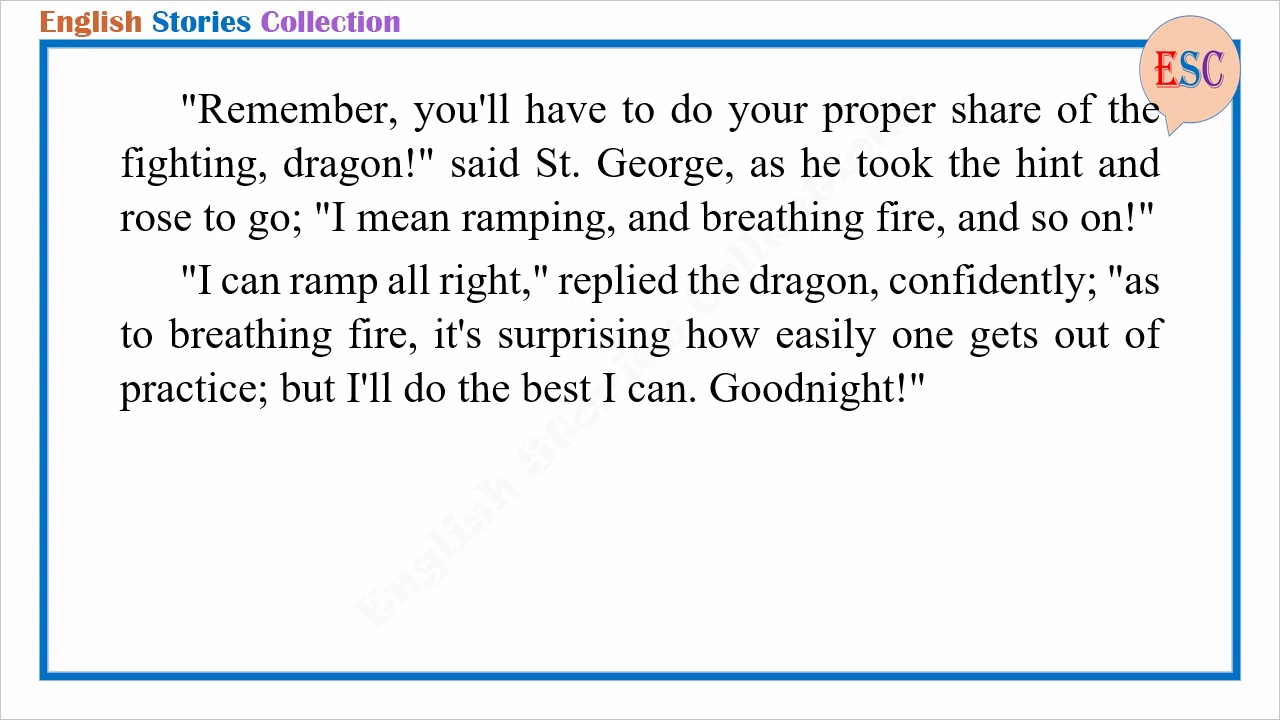 English Stories Collection
ESC
"Remember, you'll have to do your proper share of the
fighting, dragon!" said St. George, as he took the hint and
rose to go; "I mean ramping, and breathing fire, and so on!"
"I can ramp all right," replied the dragon, confidently; "as
to breathing fire, it's surprising how easily one gets out of
practice; but I'll do the best I can. Goodnight!"
English Stories Collection